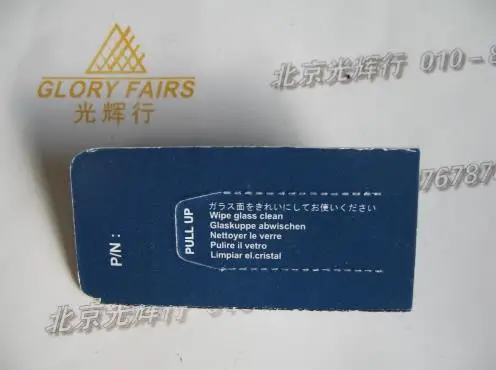 GLORY FAIRS
光辉行
北京光辉行 010-8
767787
P/N :
PULL UP
ガラス面をきれいにしてお使いください
Wipe glass clean
Glaskuppe abwischen
Nettoyer le verre
Pulire il vetro
Limpiar el.cristal
北京光辉行